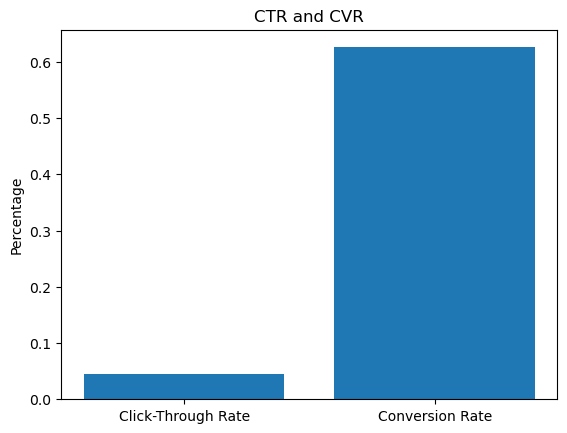 CTR and CVR
Percentage
0.6
0.5
0.4
0.3
0.2
0.1
0.0
Click-Through Rate
Conversion Rate